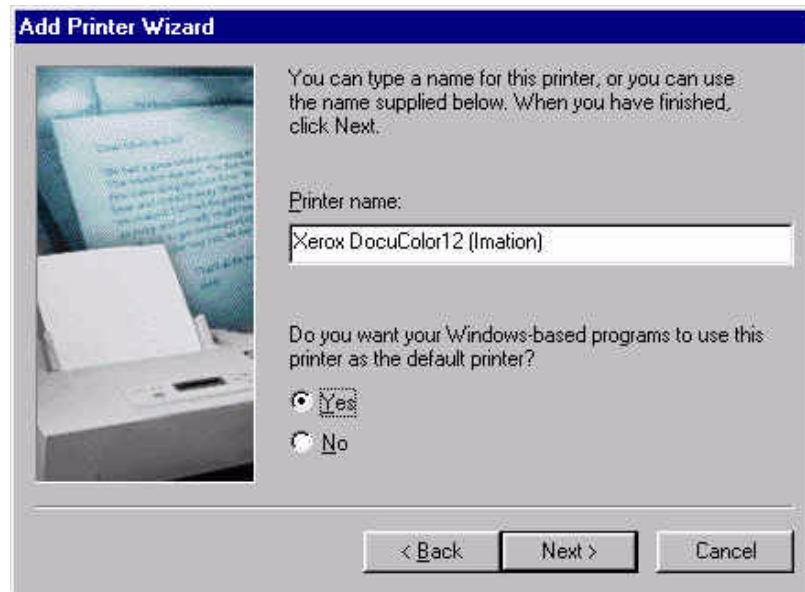 Add Printer Wizard
You can type a name for this printer, or you can use
the name supplied below. When you have finished,
click Next.
Printer name:
Xerox DocuColor12 (Imation)
Do you want your Windows-based programs to use this
printer as the default printer?
Yes
No
< Back
Next >
Cancel